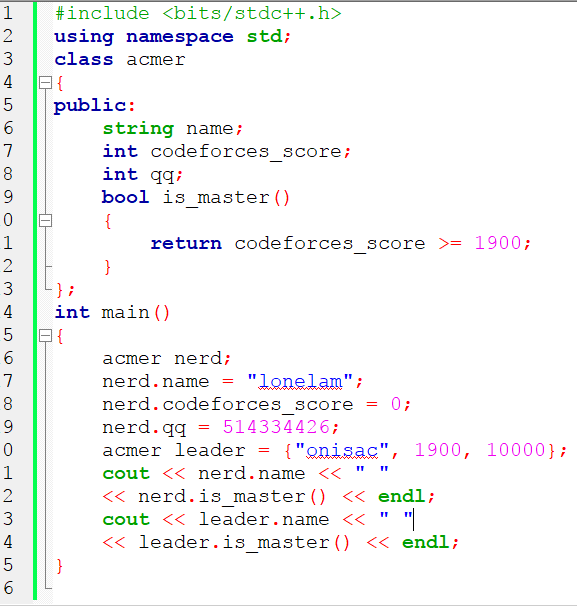 1 #include <bits/stdc++.h>
2 using namespace std;
3 class acmer
4 {
5 public:
6     string name;
7     int codeforces_score;
8     int qq;
9     bool is_master()
0     {
1         return codeforces_score >= 1900;
2     }
3 };
4 int main()
5 {
6     acmer nerd;
7     nerd.name = "lonelam";
8     nerd.codeforces_score = 0;
9     nerd.qq = 514334426;
0     acmer leader = {"onisac", 1900, 10000};
1     cout << nerd.name << " "
2     << nerd.is_master() << endl;
3     cout << leader.name << " "
4     << leader.is_master() << endl;
5 }
6